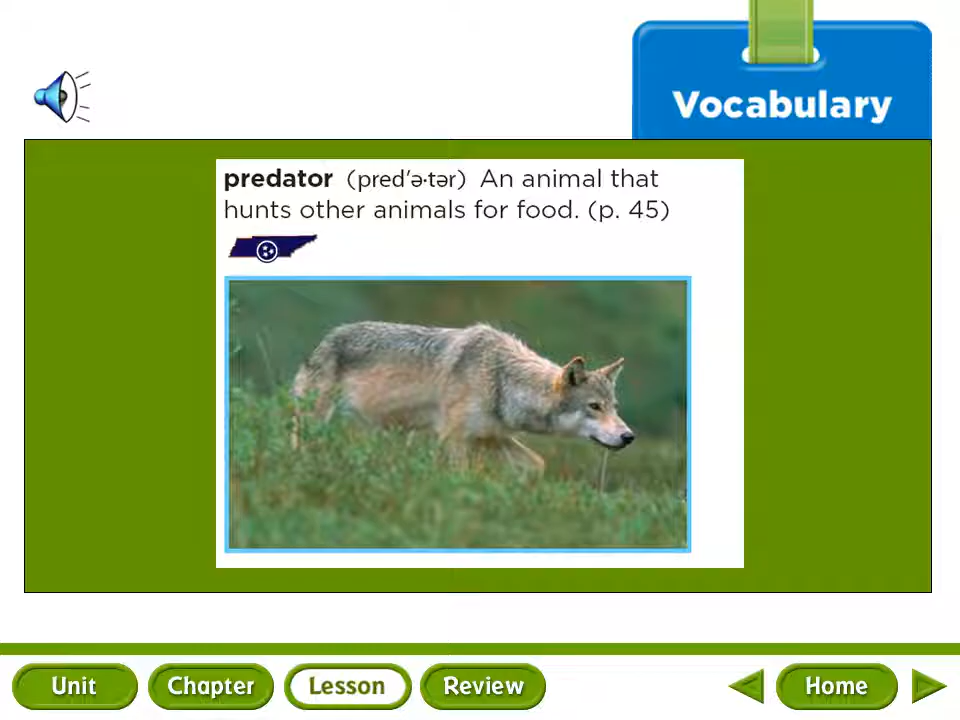 Vocabulary
predator (pred′ə·tər) An animal that
hunts other animals for food. (p. 45)
Unit
Chapter
Lesson
Review
Home